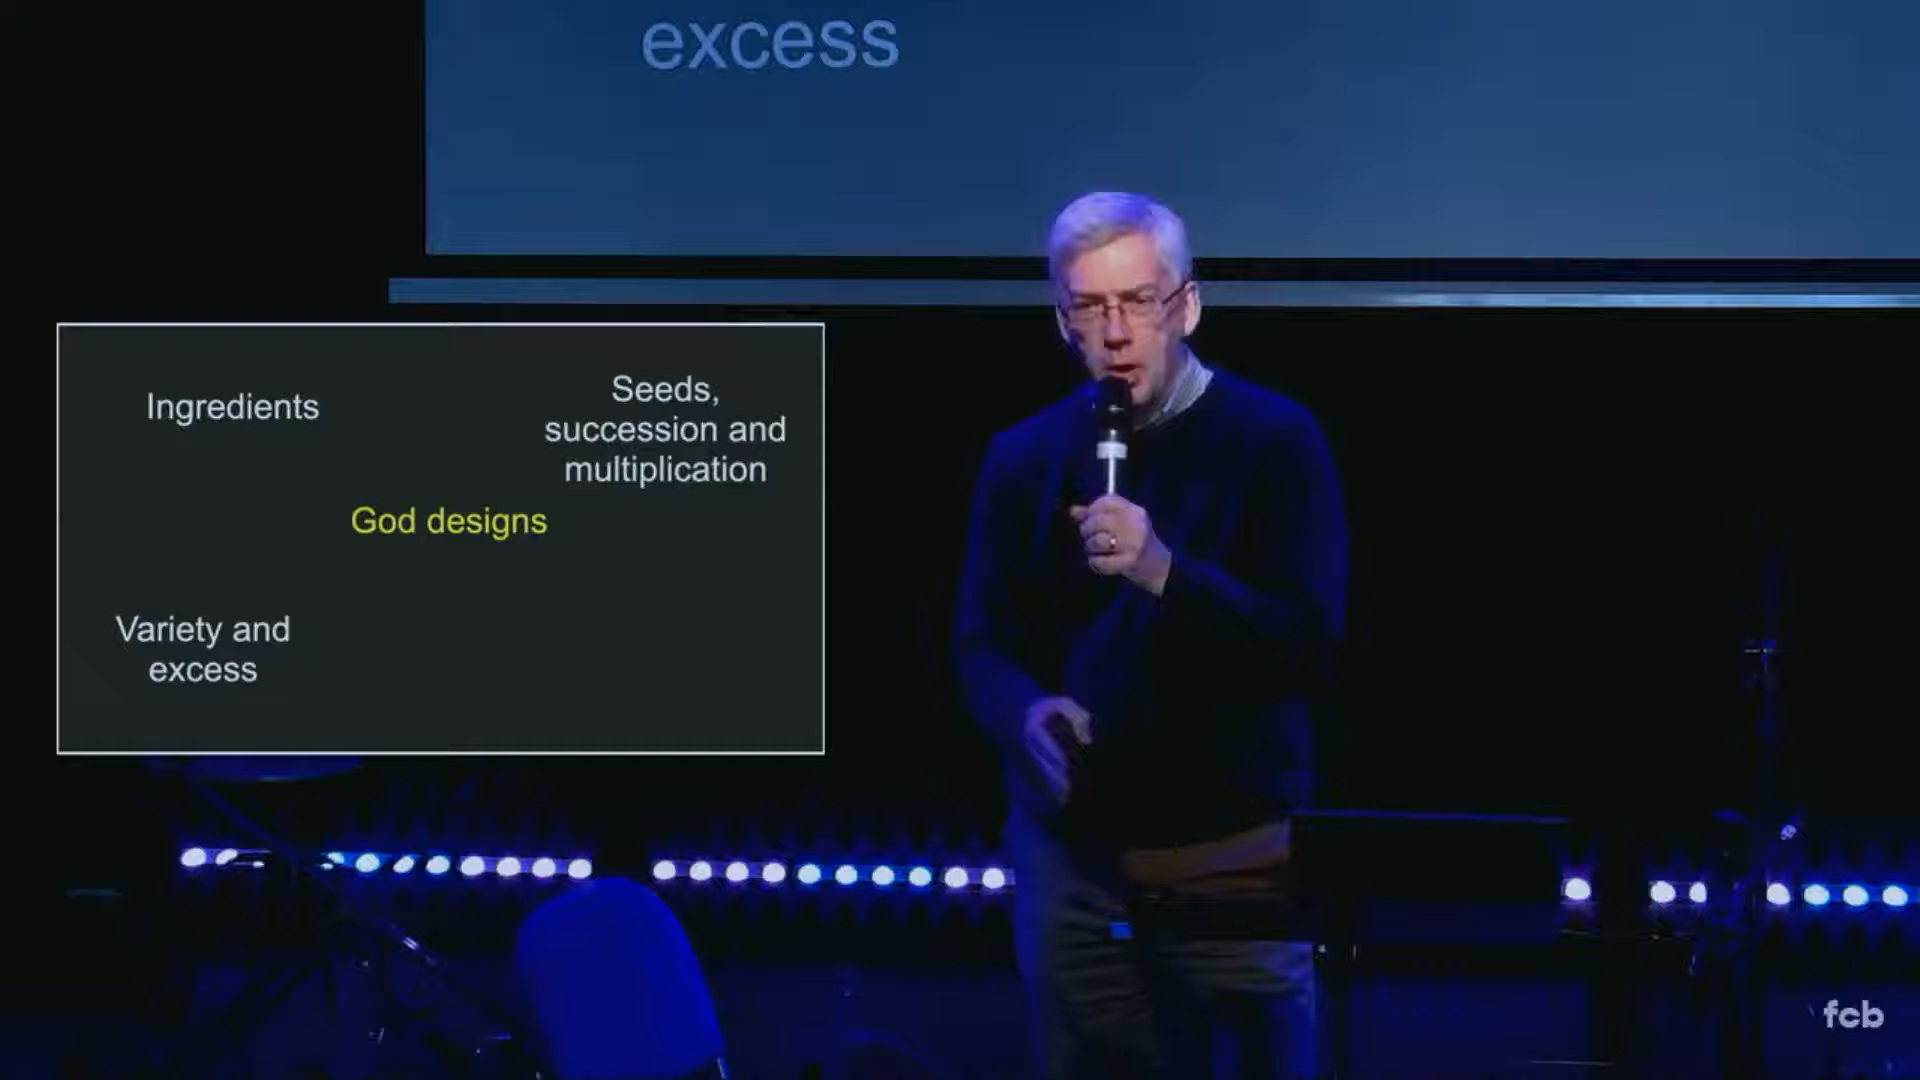 excess
Ingredients
Seeds,
succession and
multiplication
God designs
Variety and
excess
fcb